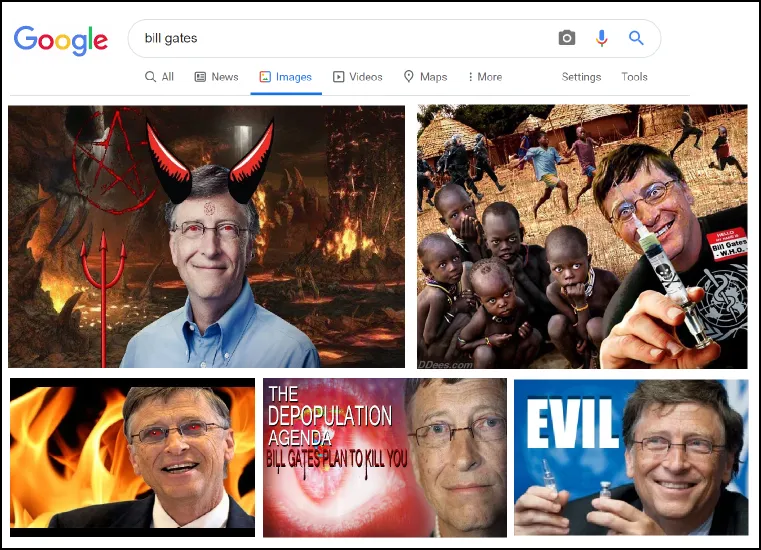 Google
bill gates
All News Images Videos Maps More Settings Tools
HELLO
Bill Gates
- W.H.O. -
DDees.com
THE
DEPOPULATION
AGENDA
BILL GATES PLAN TO KILL YOU
EVIL